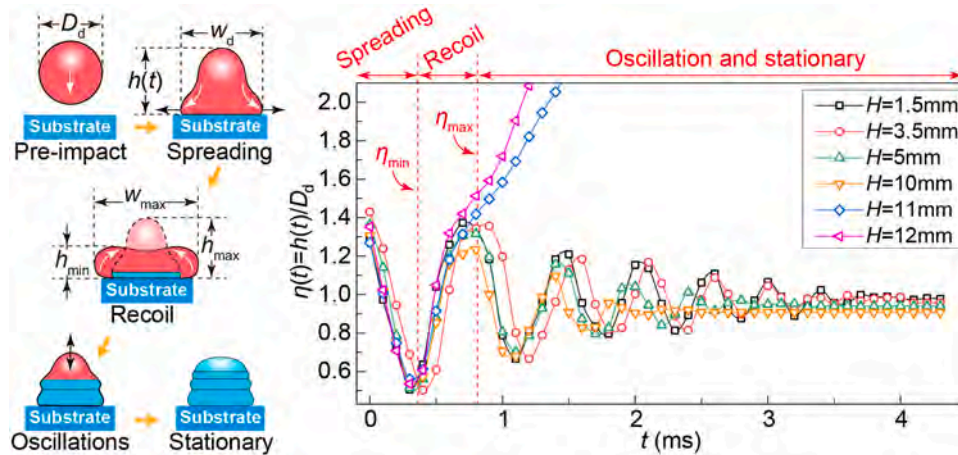 D_d
w_d
h(t)
Substrate
Pre-impact
Substrate
Spreading
w_max
h_min
h_max
Substrate
Recoil
Substrate
Oscillations
Substrate
Stationary
Spreading
Recoil
Oscillation and stationary
η_min
η_max
H=1.5mm
H=3.5mm
H=5mm
H=10mm
H=11mm
H=12mm
η(t)=h(t)/D_d
2.0
1.8
1.6
1.4
1.2
1.0
0.8
0.6
0 1 2 3 4
t (ms)